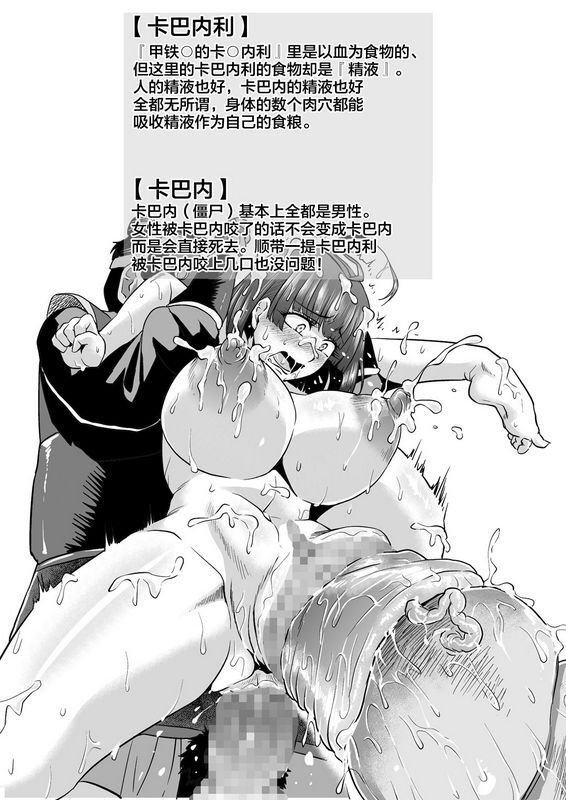 【卡巴内利】
『甲铁○的卡○内利』里是以血为食物的、
但这里的卡巴内利的食物却是『精液』。
人的精液也好，卡巴内的精液也好
全都无所谓，身体的数个肉穴都能
吸收精液作为自己的食粮。
【卡巴内】
卡巴内（僵尸）基本上全都是男性。
女性被卡巴内咬了的话不会变成卡巴内
而是会直接死去。顺带一提卡巴内利
被卡巴内咬上几口也没问题！